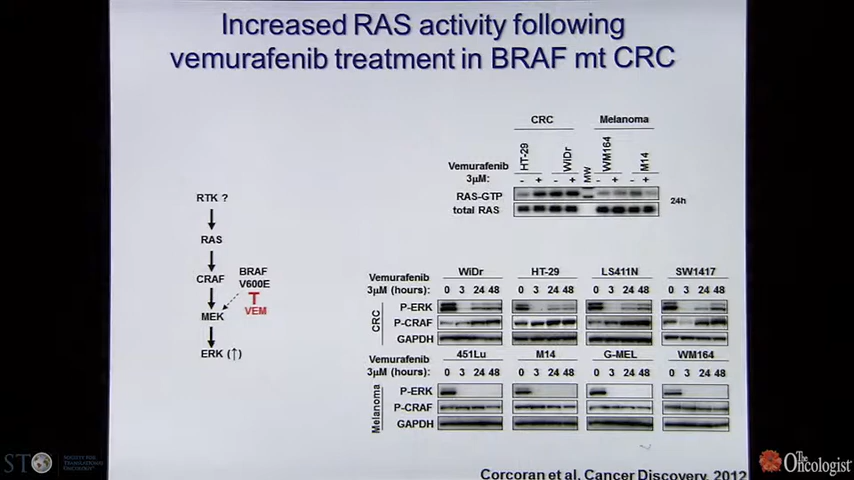 Increased RAS activity following
vemurafenib treatment in BRAF mt CRC
CRC Melanoma
HT-29 WiDr MW WM164 M14
Vemurafenib
3µM: - + - + - + - +
RAS-GTP
total RAS
24h
RTK ?
RAS
CRAF
BRAF
V600E
VEM
MEK
ERK (↑)
Vemurafenib WiDr HT-29 LS411N SW1417
3µM (hours): 0 3 24 48 0 3 24 48 0 3 24 48 0 3 24 48
CRC
P-ERK
P-CRAF
GAPDH
Vemurafenib 451Lu M14 G-MEL WM164
3µM (hours): 0 3 24 48 0 3 24 48 0 3 24 48 0 3 24 48
Melanoma
P-ERK
P-CRAF
GAPDH
Corcoran et al, Cancer Discovery, 2012
STO
SOCIETY FOR
TRANSLATIONAL
ONCOLOGY
The
Oncologist